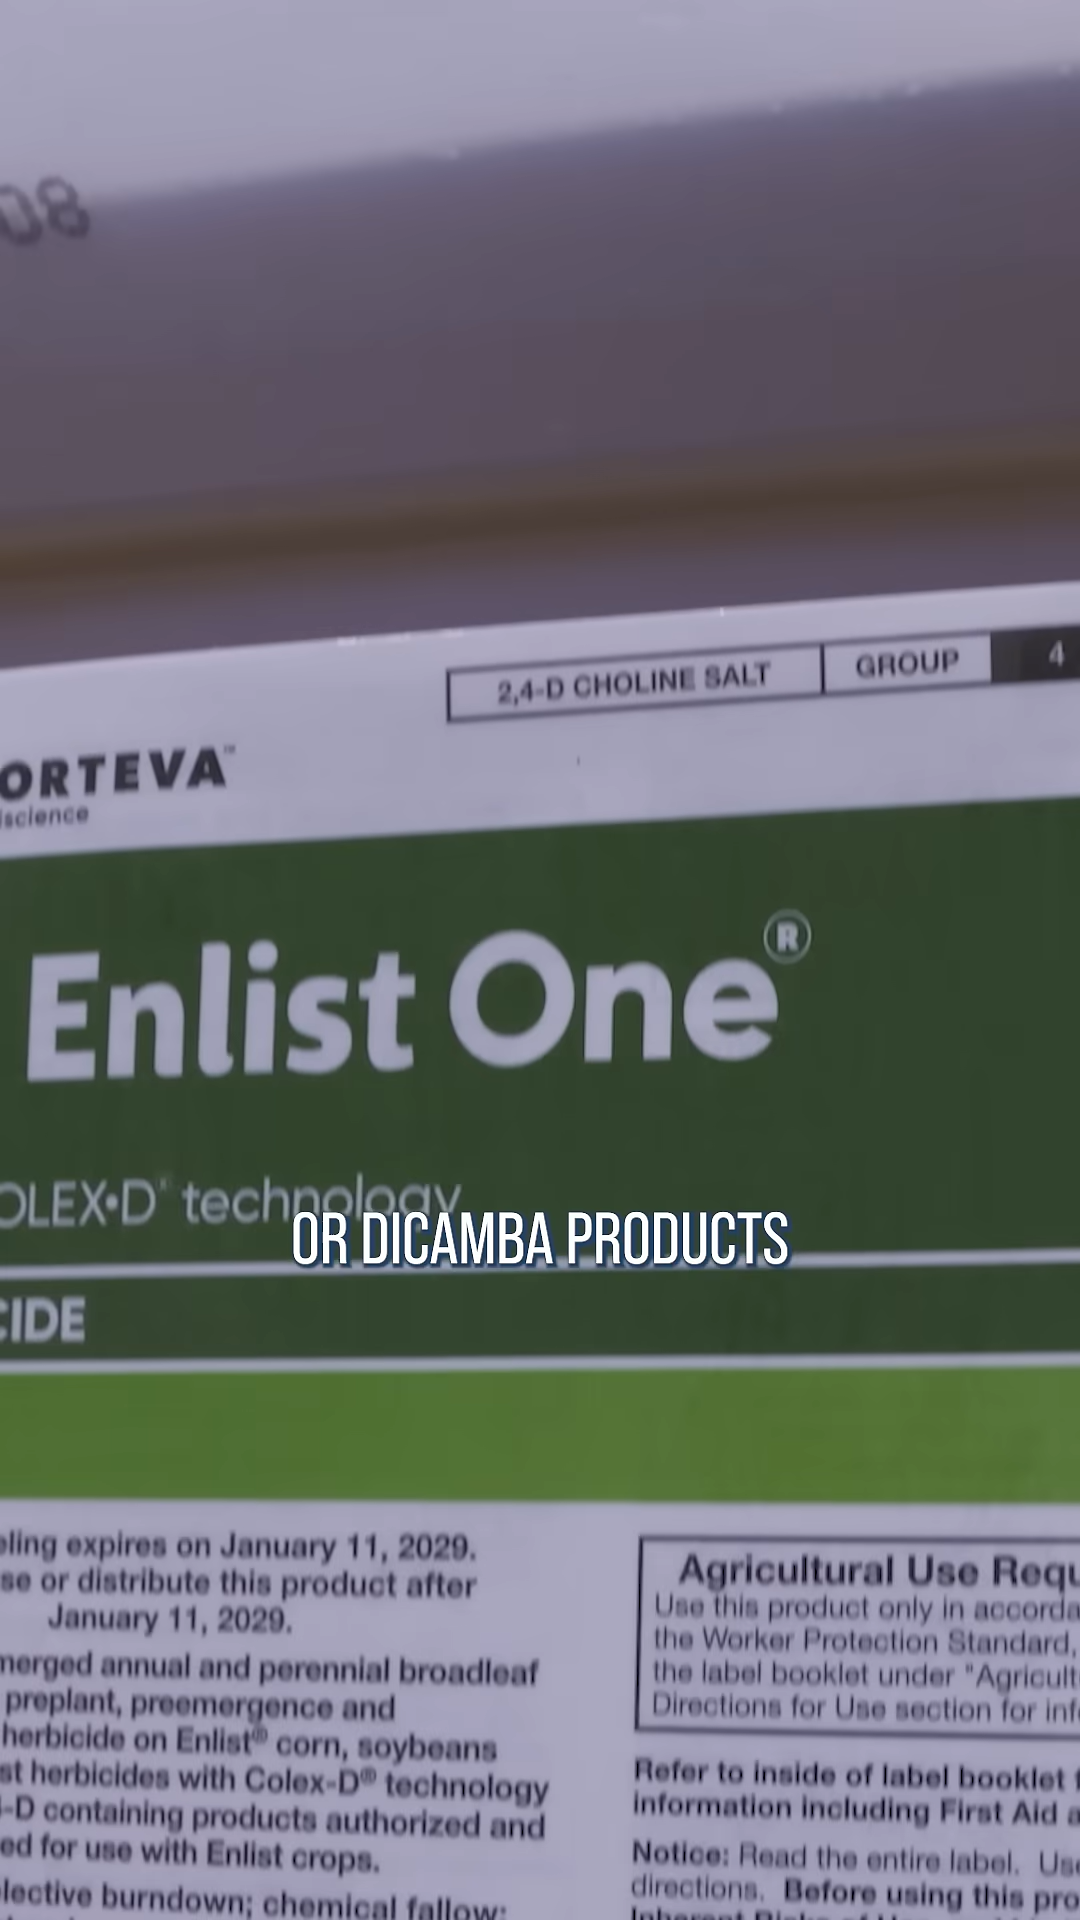 08
2,4-D CHOLINE SALT GROUP 4
ORTEVA™
iscience
Enlist One®
OLEX•D® technology
OR DICAMBA PRODUCTS
CIDE
eling expires on January 11, 2029.
se or distribute this product after
January 11, 2029.
merged annual and perennial broadleaf
preplant, preemergence and
herbicide on Enlist® corn, soybeans
st herbicides with Colex-D® technology
-D containing products authorized and
ed for use with Enlist crops.
elective burndown; chemical fallow;
Agricultural Use Requ
Use this product only in accorda
the Worker Protection Standard,
the label booklet under "Agricult
Directions for Use section for inf
Refer to inside of label booklet f
information including First Aid a
Notice: Read the entire label. Use
directions. Before using this pro